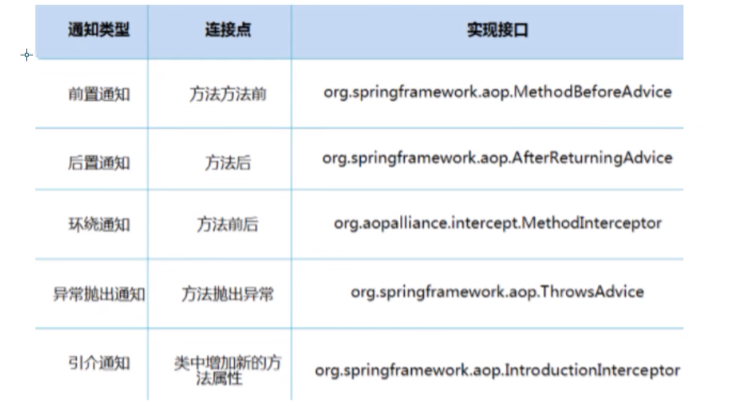 通知类型 连接点 实现接口
前置通知 方法方法前 org.springframework.aop.MethodBeforeAdvice
后置通知 方法后 org.springframework.aop.AfterReturningAdvice
环绕通知 方法前后 org.aopalliance.intercept.MethodInterceptor
异常抛出通知 方法抛出异常 org.springframework.aop.ThrowsAdvice
引介通知 类中增加新的方
法属性 org.springframework.aop.IntroductionInterceptor